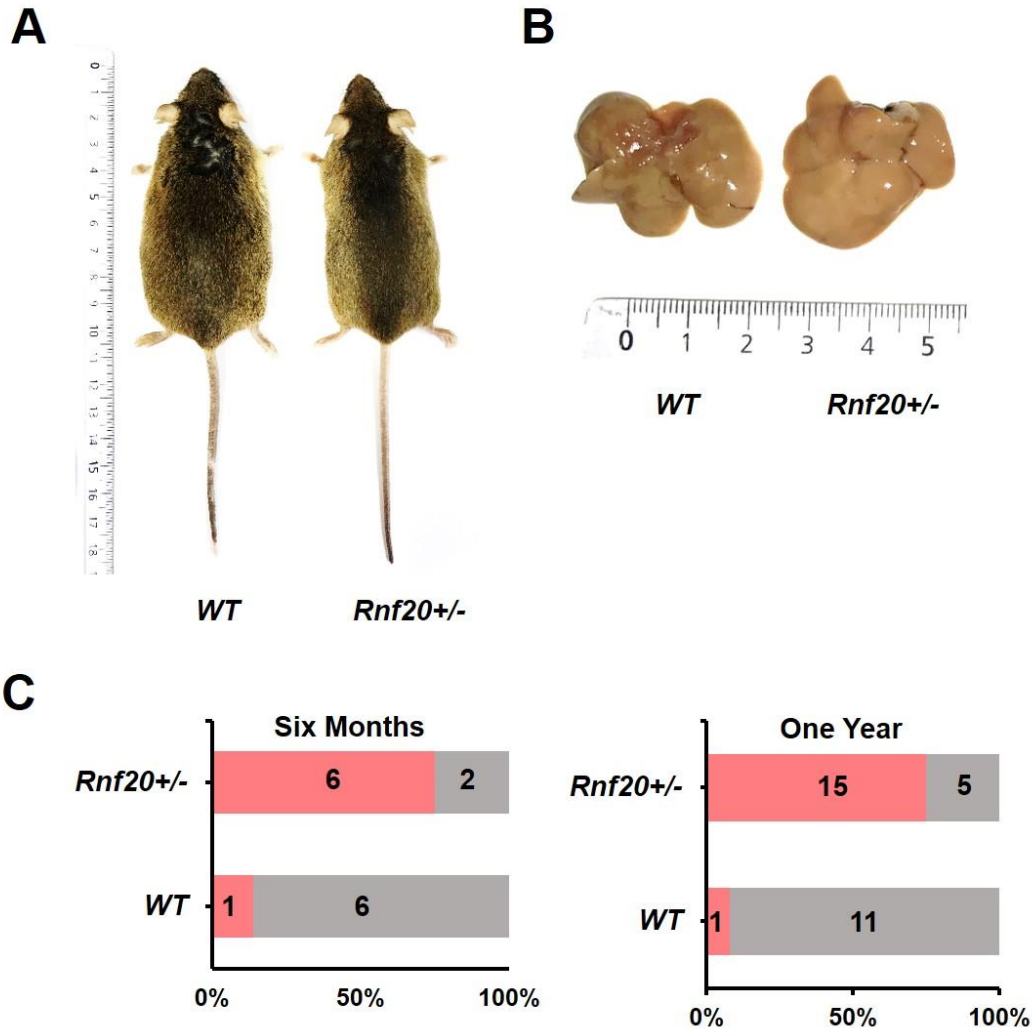 A
B
0
1
2
3
4
5
6
7
8
9
10
11
12
13
14
15
16
17
18
WT Rnf20+/-
0 1 2 3 4 5
WT Rnf20+/-
C
Six Months
Rnf20+/- 6 2
WT 1 6
0% 50% 100%
One Year
Rnf20+/- 15 5
WT 1 11
0% 50% 100%